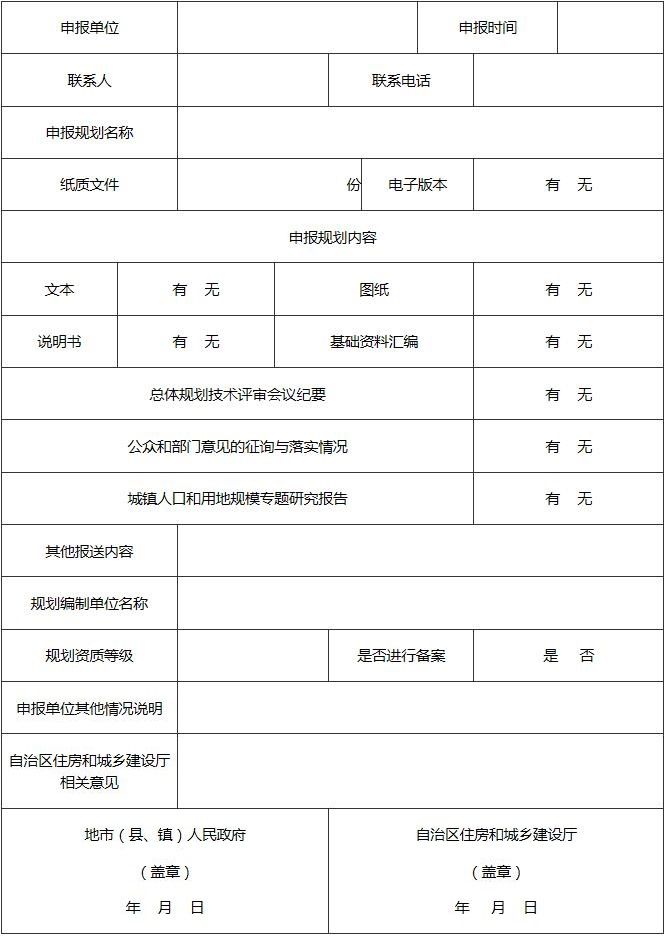 申报单位 申报时间
联系人 联系电话
申报规划名称
纸质文件 份 电子版本 有 无
申报规划内容
文本 有 无 图纸 有 无
说明书 有 无 基础资料汇编 有 无
总体规划技术评审会议纪要 有 无
公众和部门意见的征询与落实情况 有 无
城镇人口和用地规模专题研究报告 有 无
其他报送内容
规划编制单位名称
规划资质等级 是否进行备案 是 否
申报单位其他情况说明
自治区住房和城乡建设厅
相关意见
地市（县、镇）人民政府 自治区住房和城乡建设厅
（盖章） （盖章）
年 月 日 年 月 日